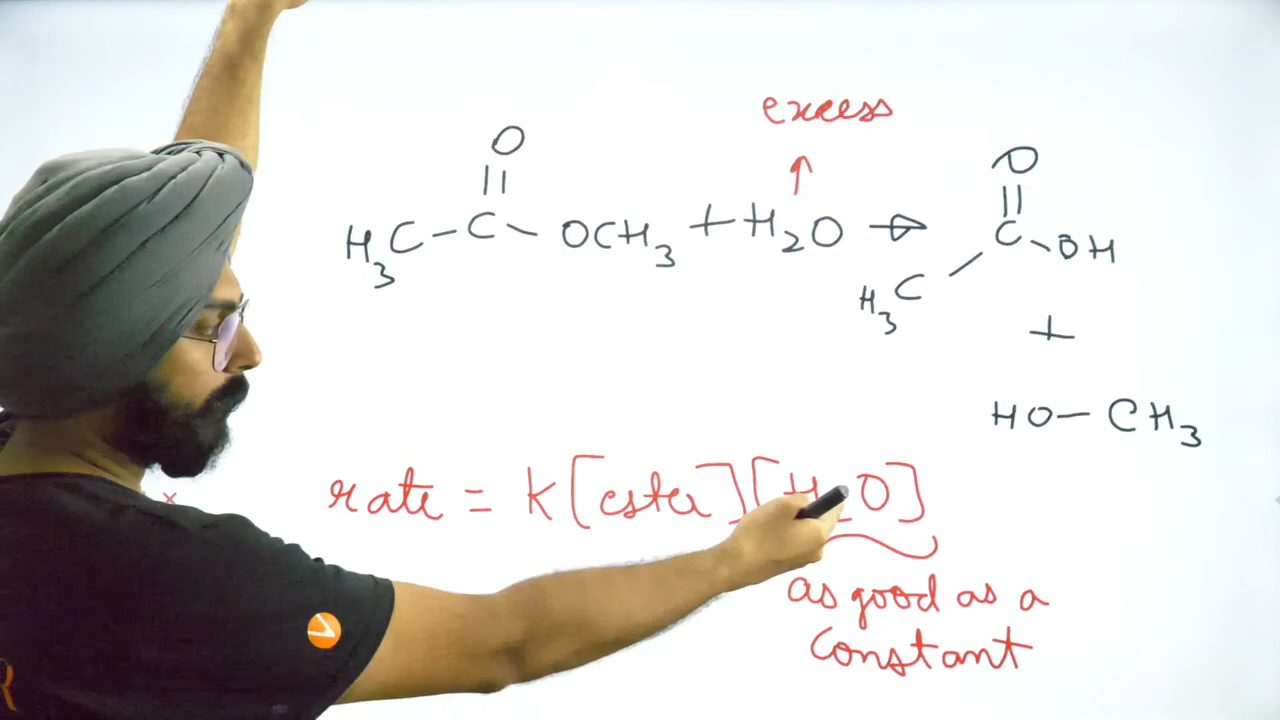 excess
O
||
H3C-C-OCH3 + H2O →
O
||
C-OH
H3C
+
HO-CH3
rate = K[ester][H2O]
as good as a
constant